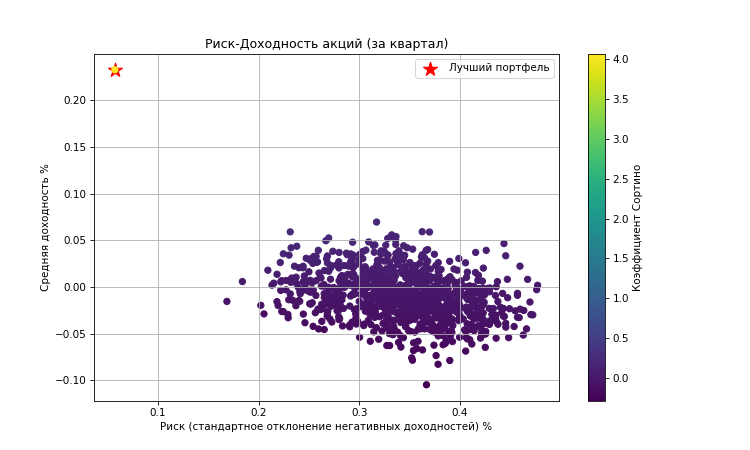 Риск-Доходность акций (за квартал)
Лучший портфель
Средняя доходность %
0.20
0.15
0.10
0.05
0.00
−0.05
−0.10
0.1 0.2 0.3 0.4
Риск (стандартное отклонение негативных доходностей) %
4.0
3.5
3.0
2.5
2.0
1.5
1.0
0.5
0.0
Коэффициент Сортино